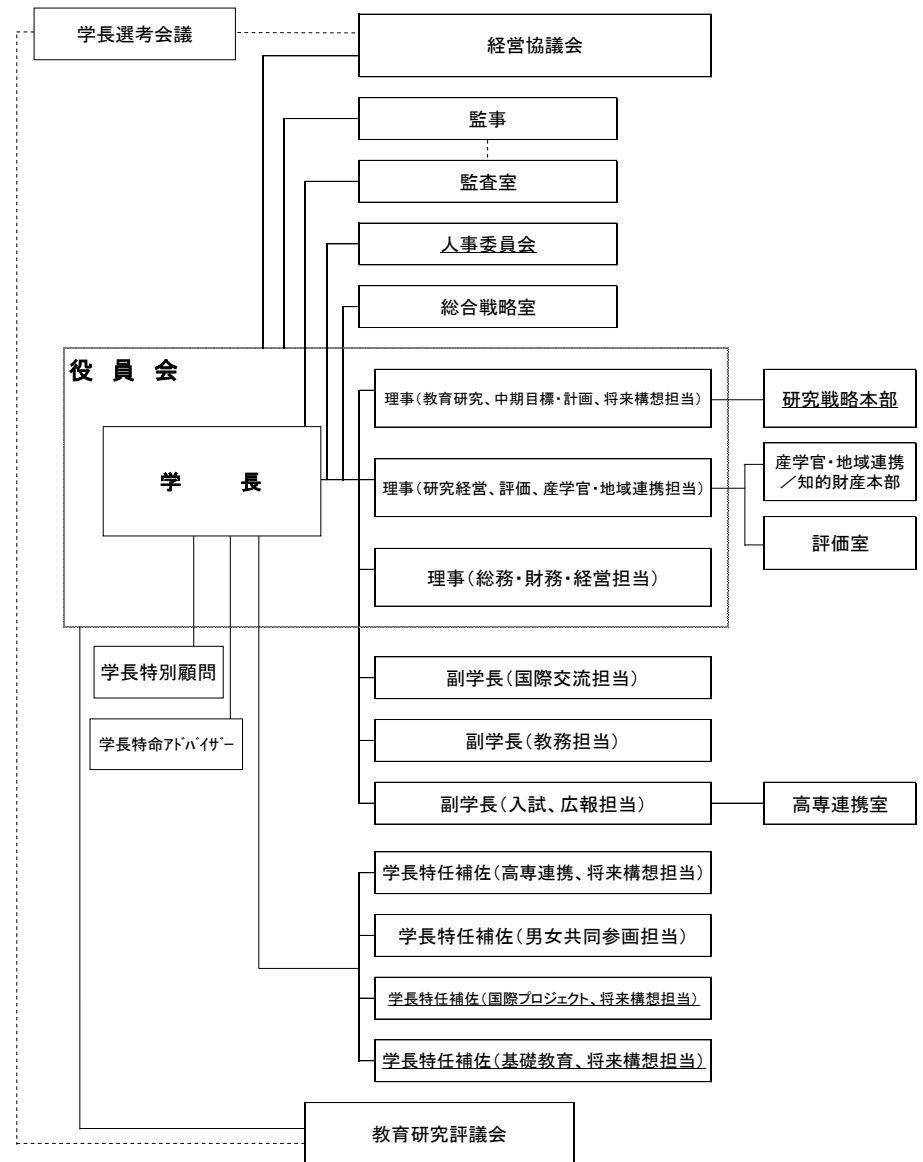 学長選考会議
経営協議会
監事
監査室
人事委員会
総合戦略室
役 員 会
学 長
理事(教育研究、中期目標・計画、将来構想担当)
研究戦略本部
理事(研究経営、評価、産学官・地域連携担当)
産学官・地域連携
/知的財産本部
評価室
理事(総務・財務・経営担当)
学長特別顧問
学長特命アドバイザー
副学長(国際交流担当)
副学長(教務担当)
副学長(入試、広報担当)
高専連携室
学長特任補佐(高専連携、将来構想担当)
学長特任補佐(男女共同参画担当)
学長特任補佐(国際プロジェクト、将来構想担当)
学長特任補佐(基礎教育、将来構想担当)
教育研究評議会